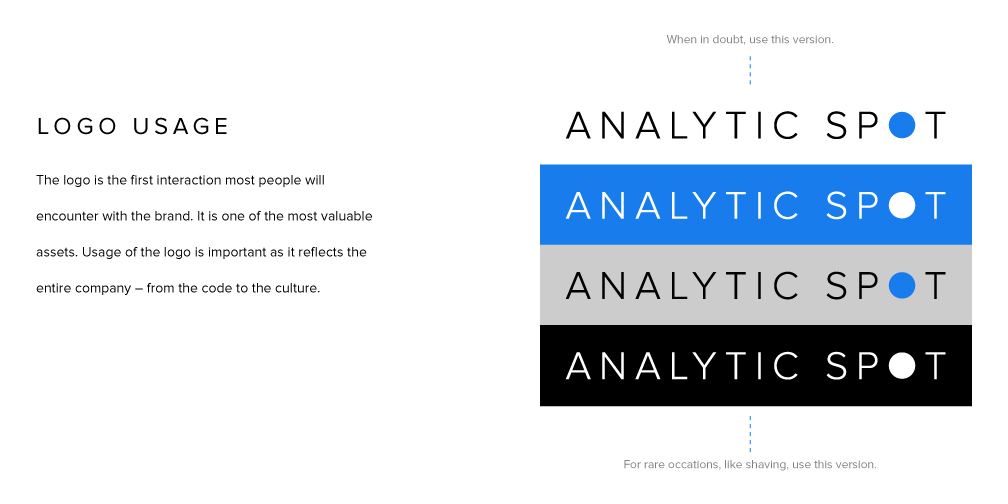 LOGO USAGE
The logo is the first interaction most people will
encounter with the brand. It is one of the most valuable
assets. Usage of the logo is important as it reflects the
entire company – from the code to the culture.
When in doubt, use this version.
ANALYTIC SPOT
ANALYTIC SPOT
ANALYTIC SPOT
ANALYTIC SPOT
For rare occations, like shaving, use this version.